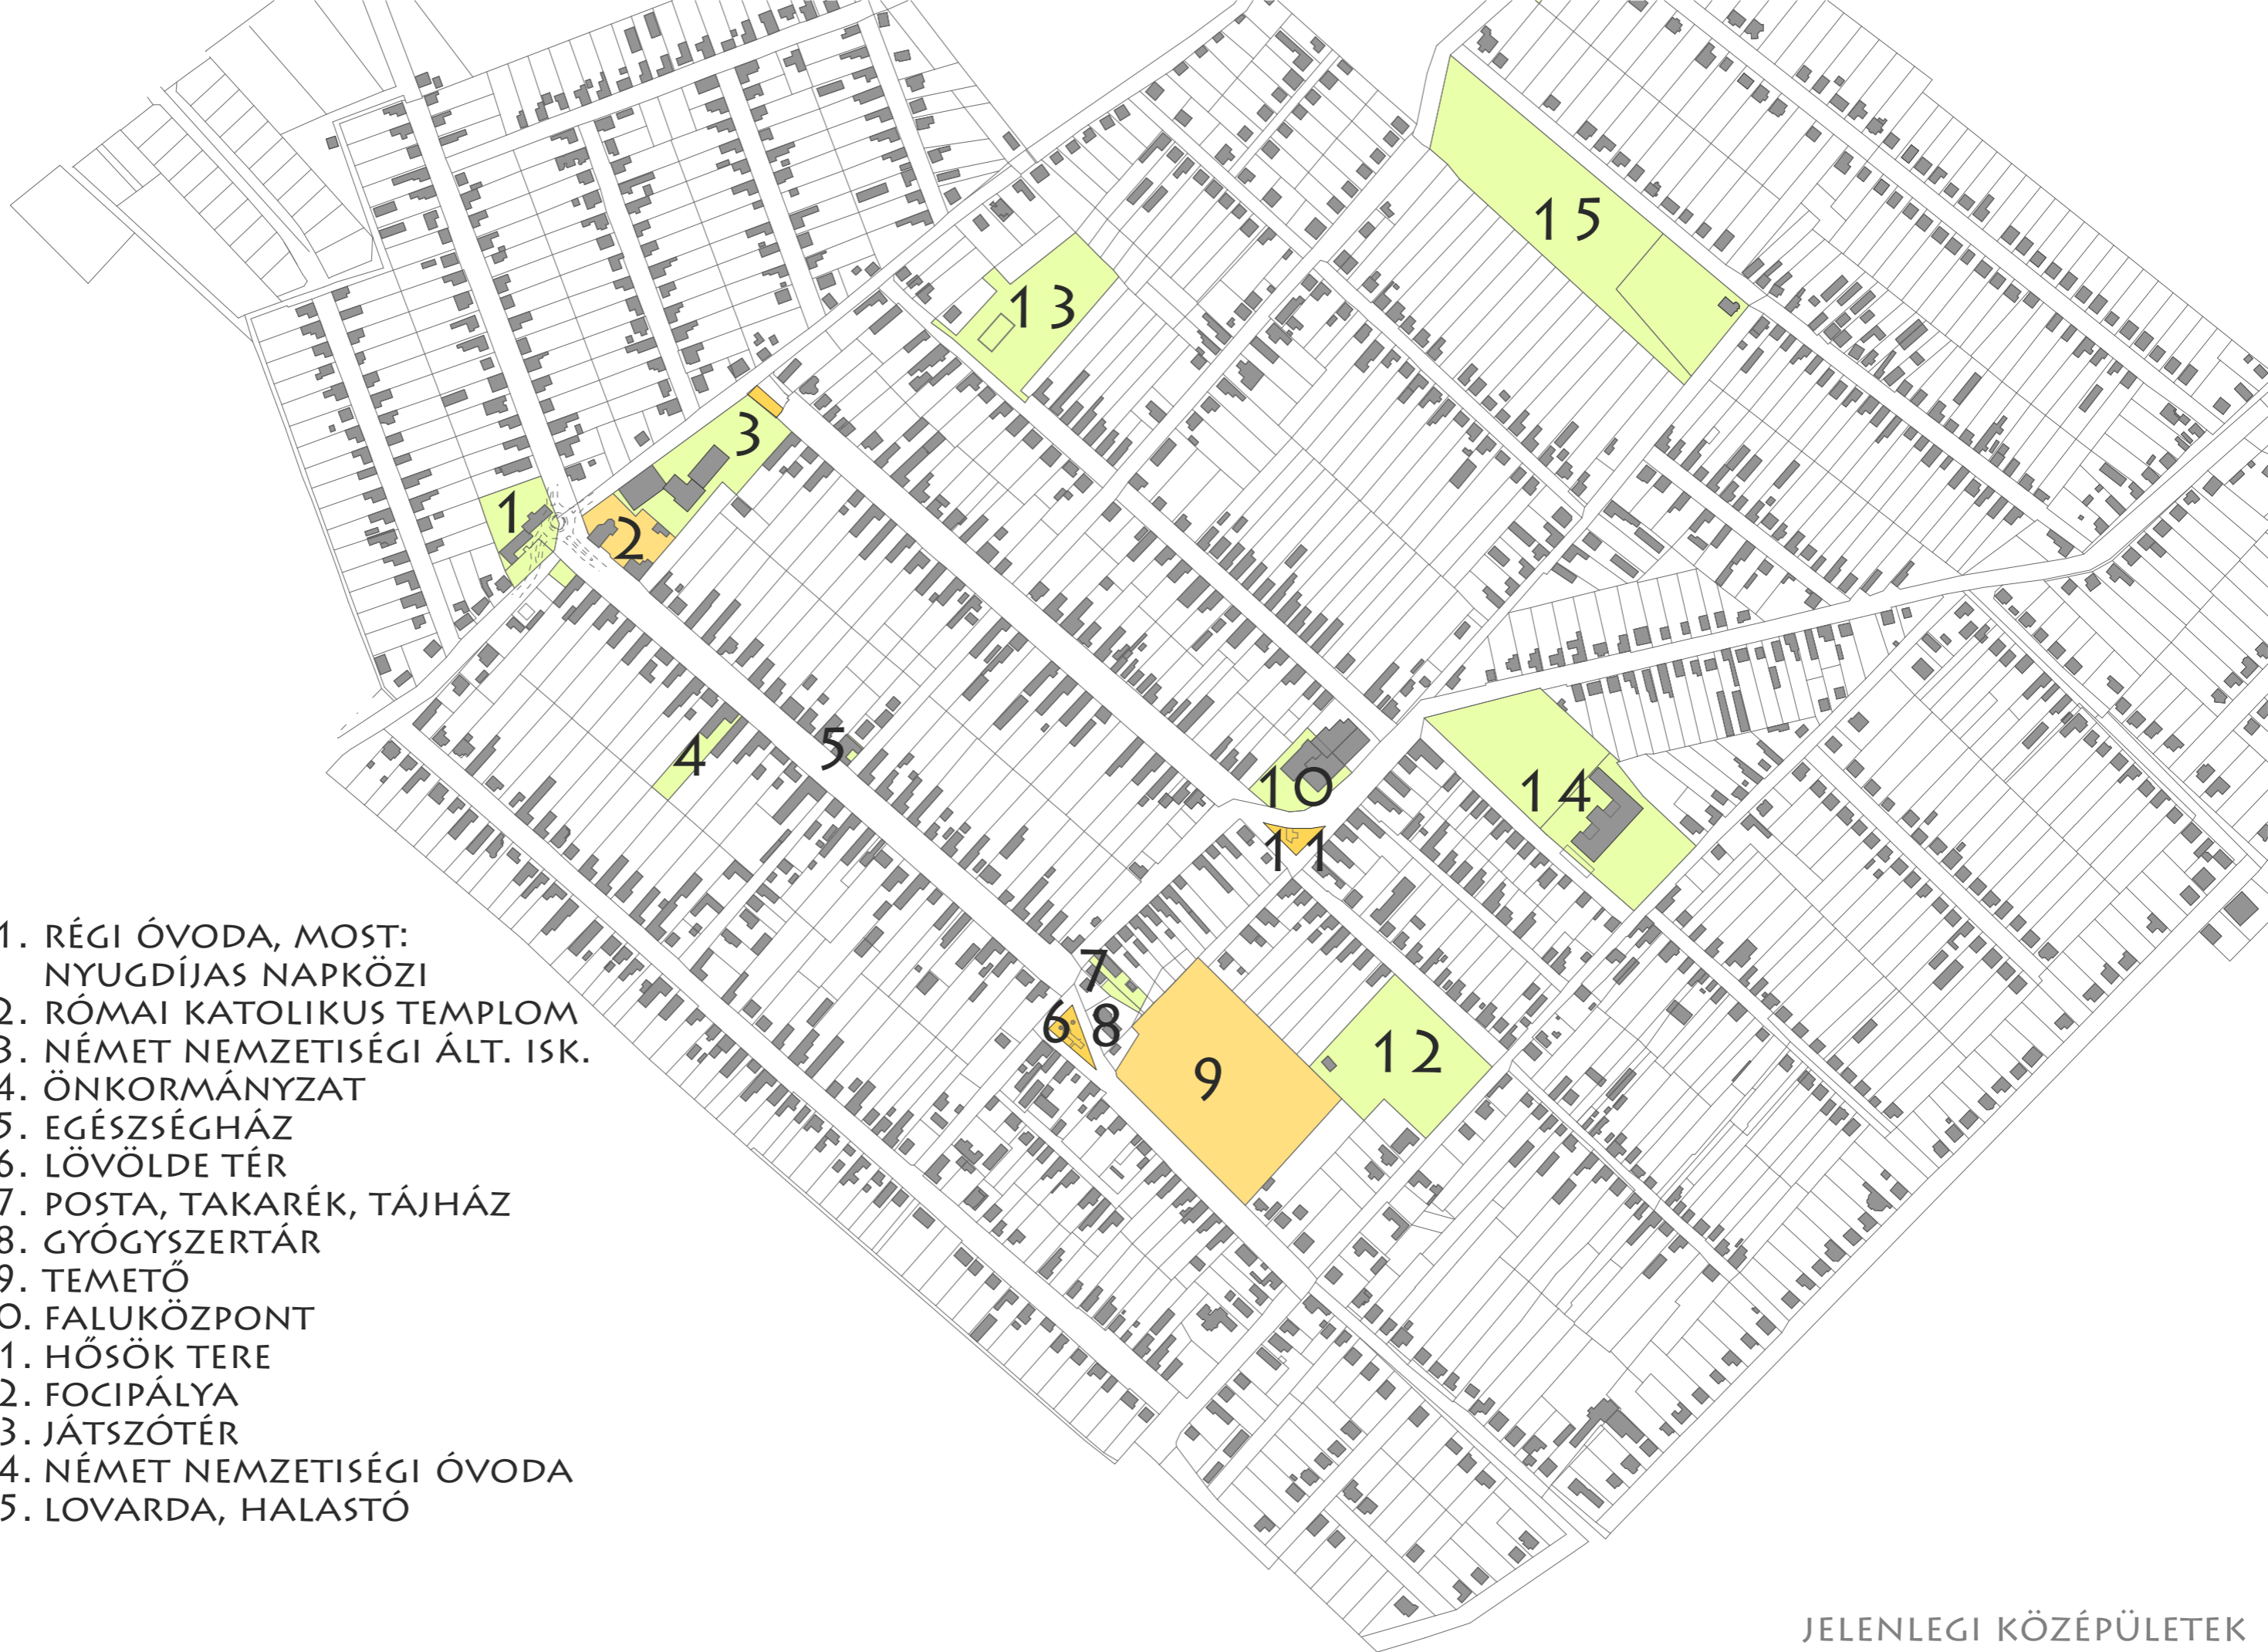 15
13
3
1
2
5
4
10
14
11
7
6
8
12
9
1. RÉGI ÓVODA, MOST:
NYUGDÍJAS NAPKÖZI
2. RÓMAI KATOLIKUS TEMPLOM
3. NÉMET NEMZETISÉGI ÁLT. ISK.
4. ÖNKORMÁNYZAT
5. EGÉSZSÉGHÁZ
6. LÖVÖLDE TÉR
7. POSTA, TAKARÉK, TÁJHÁZ
8. GYÓGYSZERTÁR
9. TEMETŐ
0. FALUKÖZPONT
1. HŐSÖK TERE
2. FOCIPÁLYA
3. JÁTSZÓTÉR
4. NÉMET NEMZETISÉGI ÓVODA
5. LOVARDA, HALASTÓ
JELENLEGI KÖZÉPÜLETEK